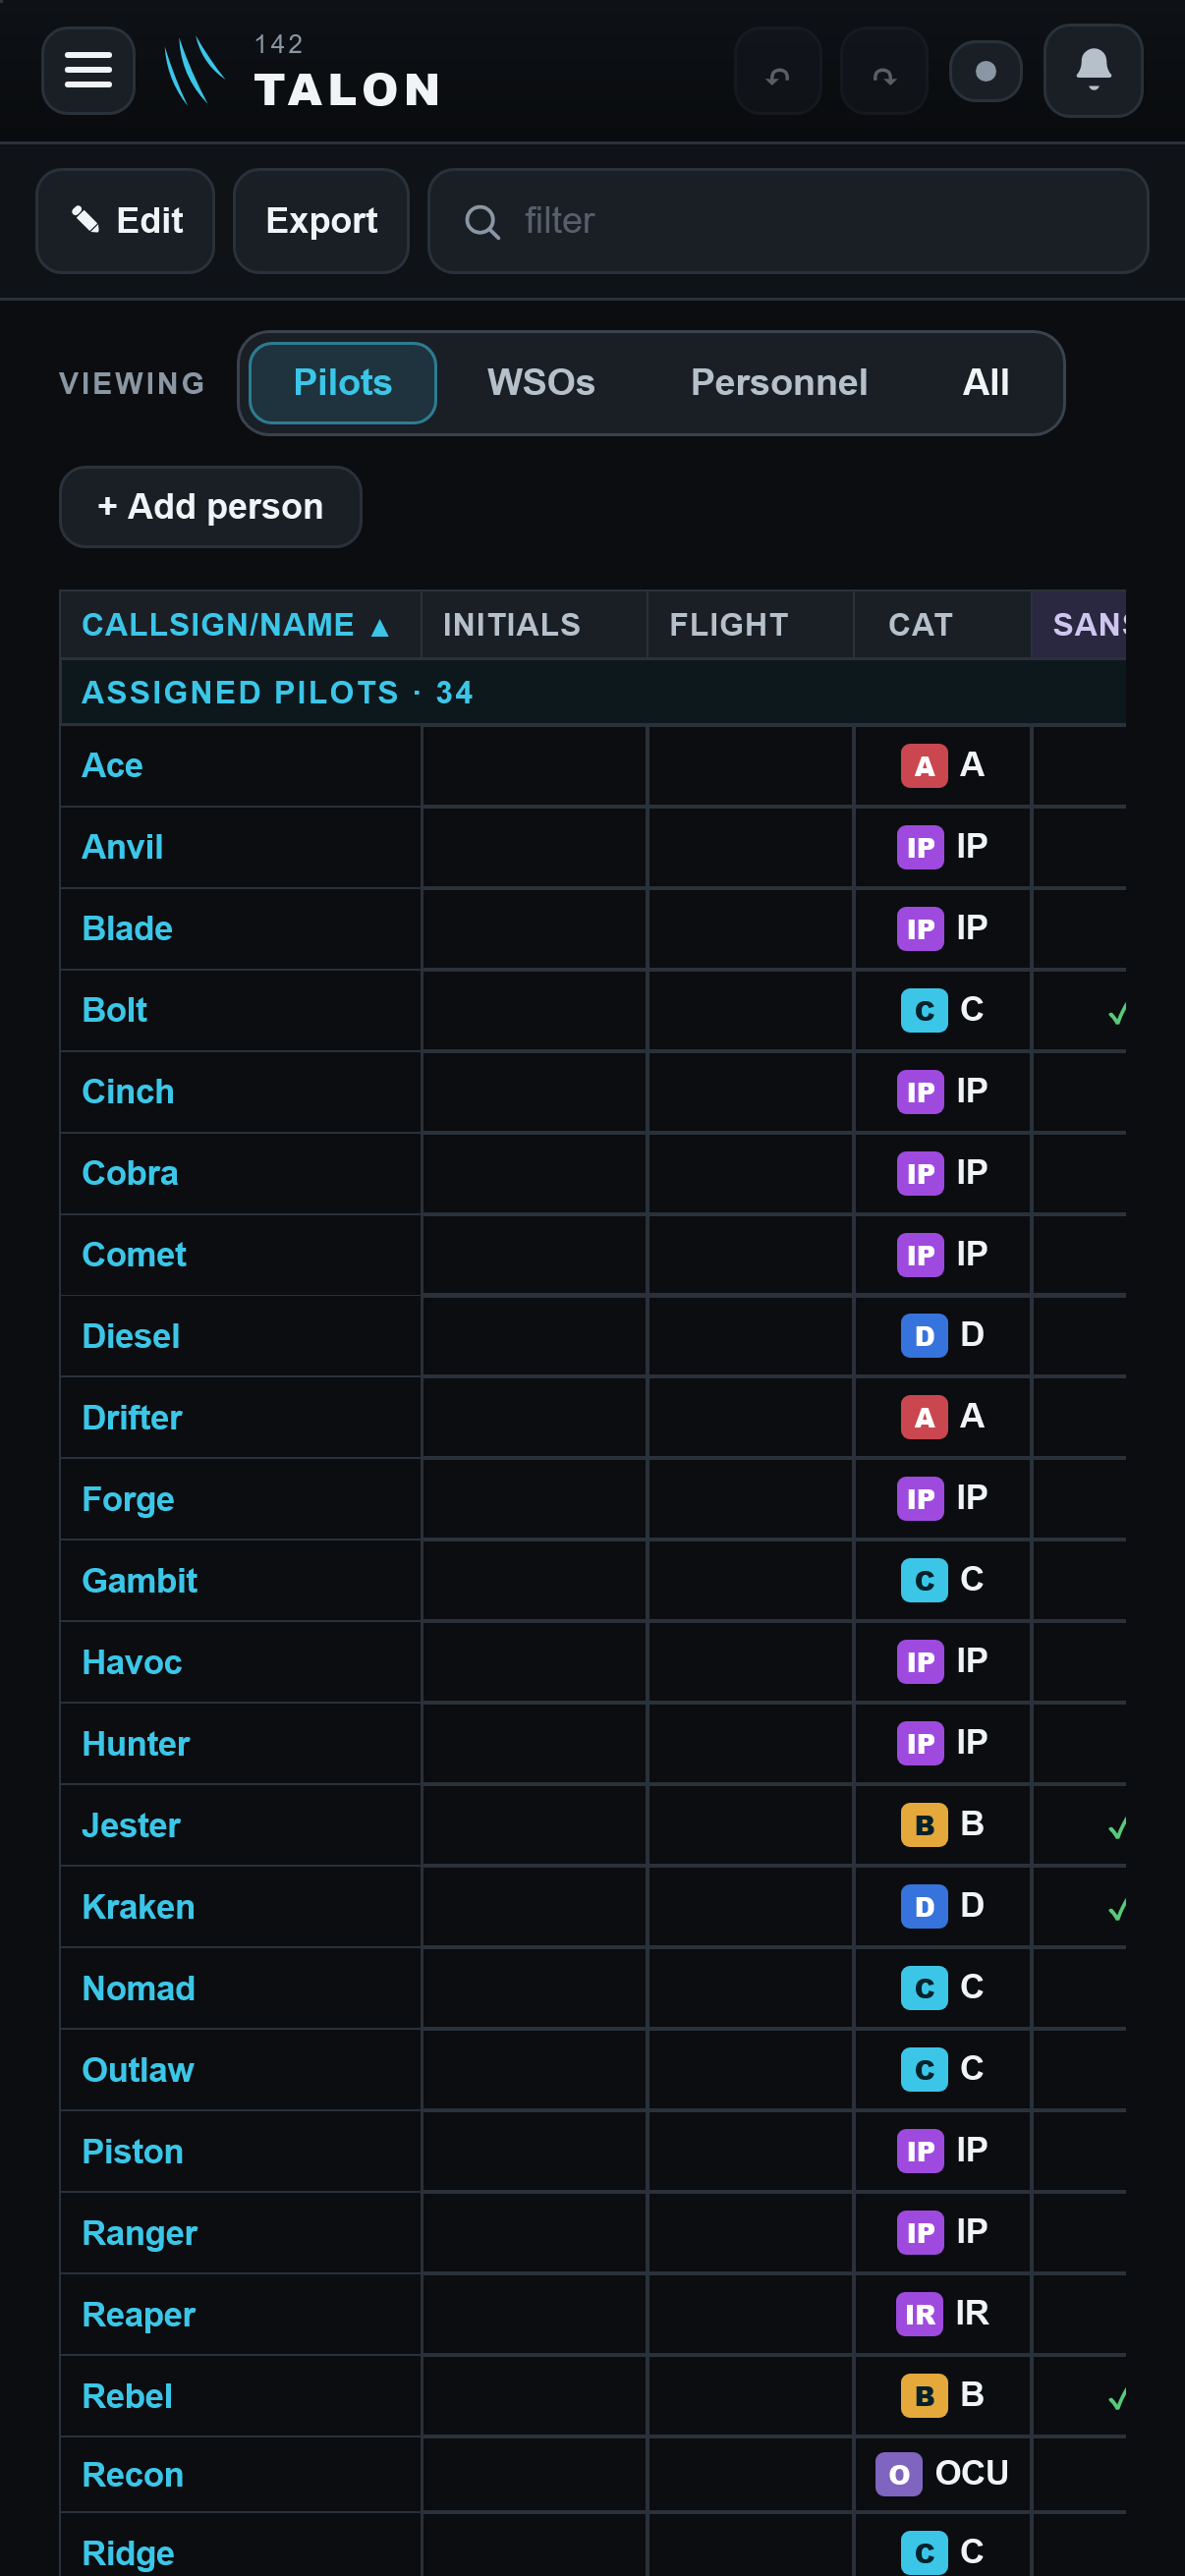 142
TALON
Edit Export filter
VIEWING Pilots WSOs Personnel All
+ Add person
CALLSIGN/NAME ▲ INITIALS FLIGHT CAT
ASSIGNED PILOTS · 34
Ace A A
Anvil IP IP
Blade IP IP
Bolt C C ✓
Cinch IP IP
Cobra IP IP
Comet IP IP
Diesel D D
Drifter A A
Forge IP IP
Gambit C C
Havoc IP IP
Hunter IP IP
Jester B B ✓
Kraken D D ✓
Nomad C C
Outlaw C C
Piston IP IP
Ranger IP IP
Reaper IR IR
Rebel B B ✓
Recon O OCU
Ridge C C